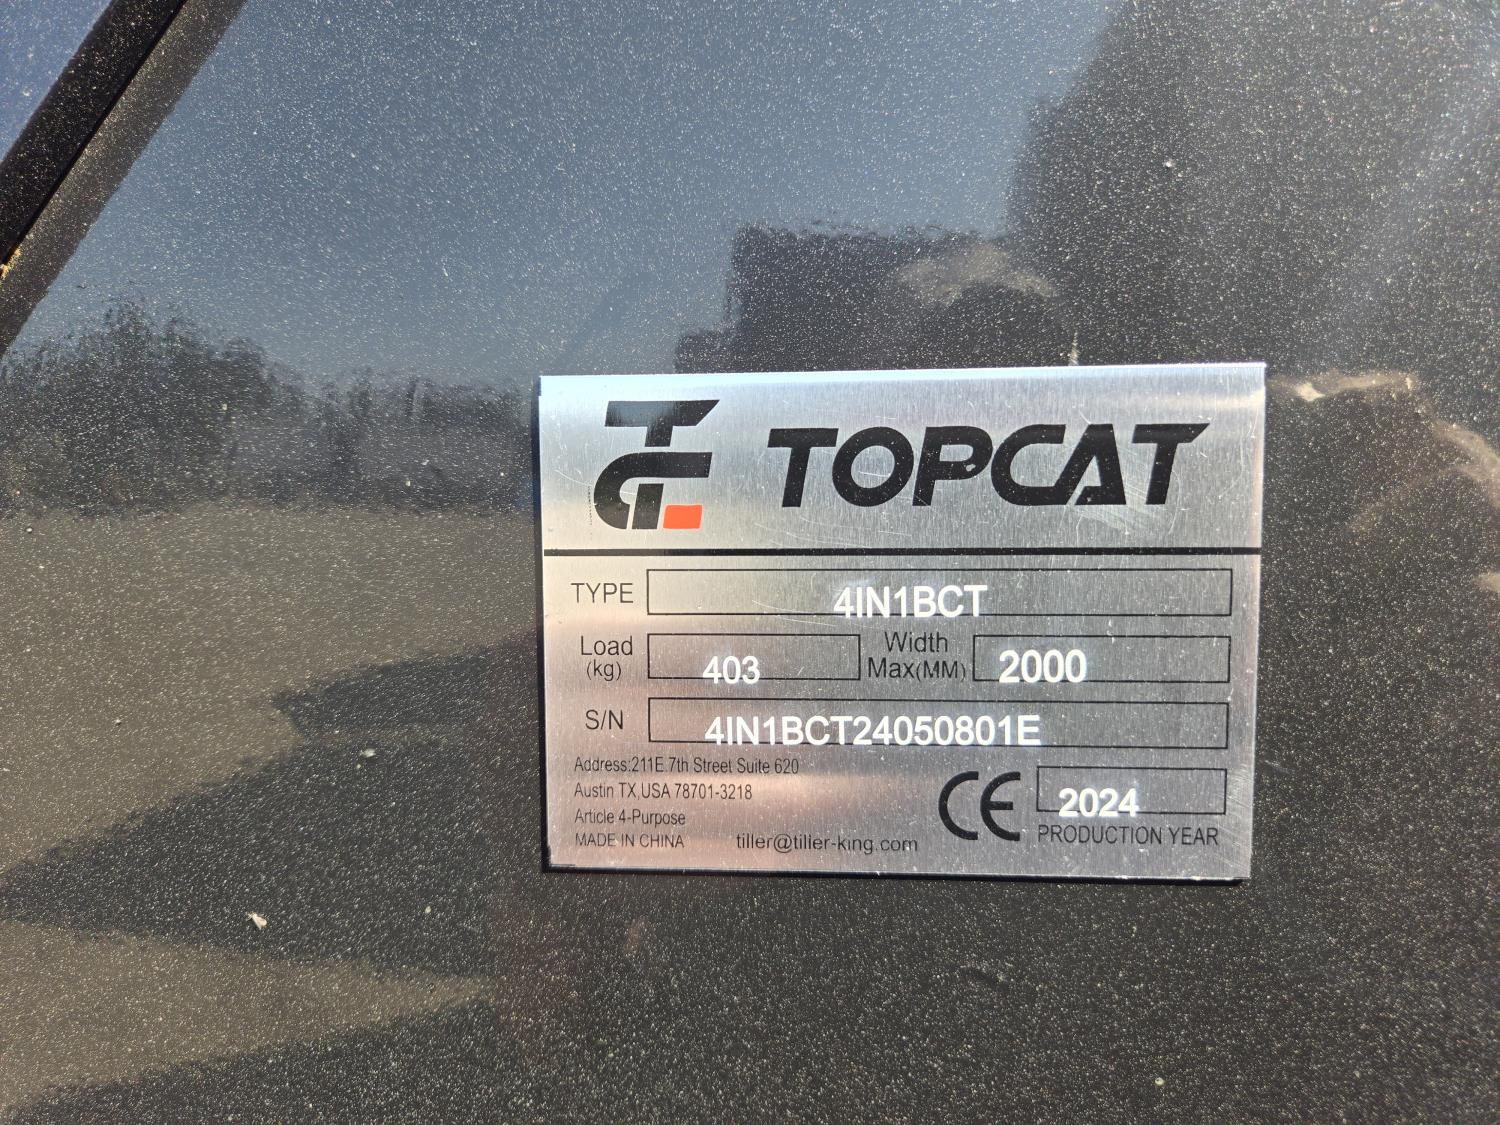 TOPCAT
TYPE 4IN1BCT
Load (kg) 403 Width Max(MM) 2000
S/N 4IN1BCT24050801E
Address:211E.7th Street Suite 620
Austin TX,USA 78701-3218
Article 4-Purpose
MADE IN CHINA
tiller@tilier-king.com
CE
2024
PRODUCTION YEAR